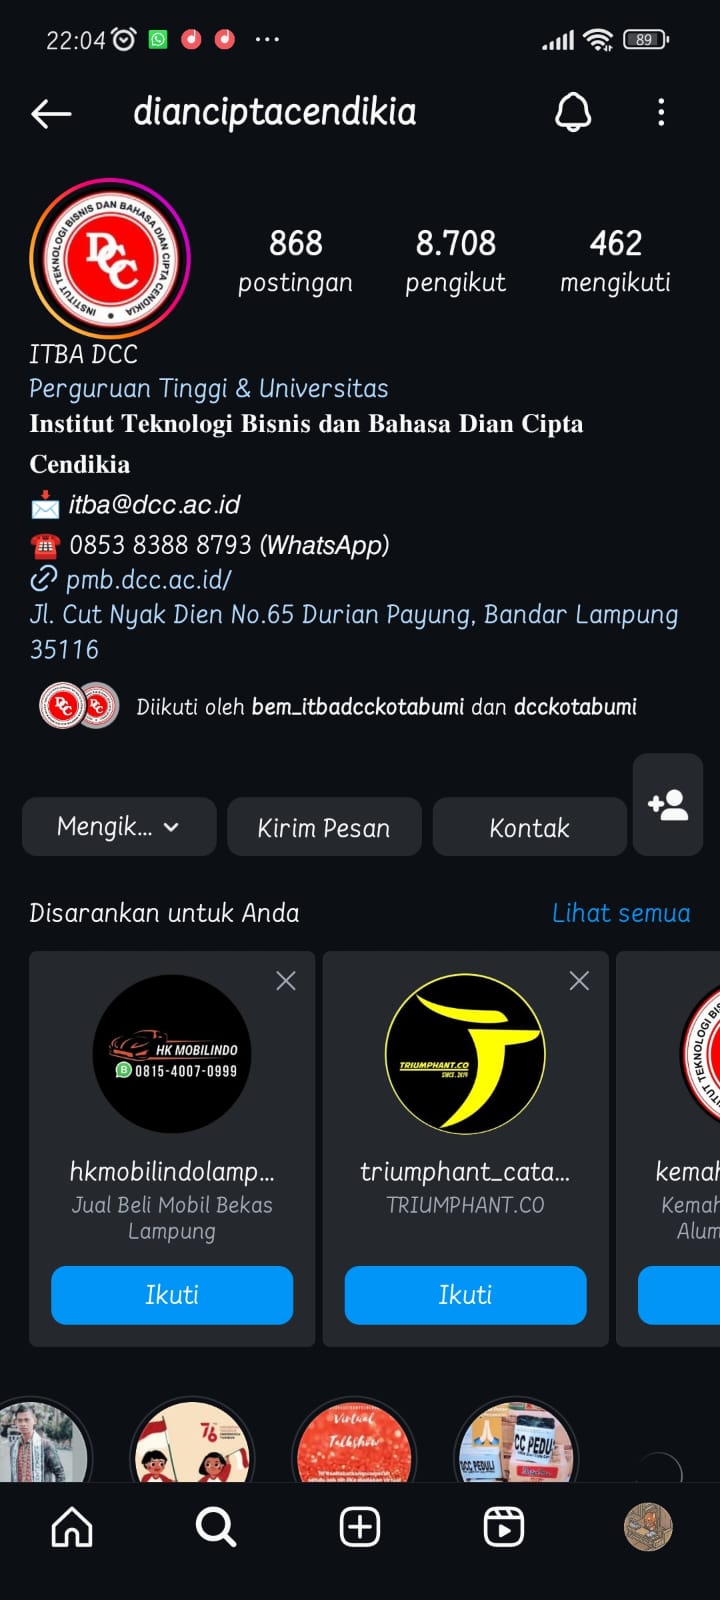 22:04
89
dianciptacendikia
INSTITUT TEKNOLOGI BISNIS DAN BAHASA DIAN CIPTA CENDIKIA
DCC
868
postingan
8.708
pengikut
462
mengikuti
ITBA DCC
Perguruan Tinggi & Universitas
Institut Teknologi Bisnis dan Bahasa Dian Cipta
Cendikia
itba@dcc.ac.id
0853 8388 8793 (WhatsApp)
pmb.dcc.ac.id/
Jl. Cut Nyak Dien No.65 Durian Payung, Bandar Lampung
35116
Diikuti oleh bem_itbadcckotabumi dan dcckotabumi
Mengik...
Kirim Pesan
Kontak
Disarankan untuk Anda
Lihat semua
HK MOBILINDO
0815-4007-0999
hkmobilindolamp...
Jual Beli Mobil Bekas
Lampung
Ikuti
TRIUMPHANT.CO
SINCE . 2019
triumphant_cata...
TRIUMPHANT.CO
Ikuti
kemah
Kemah
Alum
76
Virtual
Talkshow
CC PEDU
DCC PEDULI